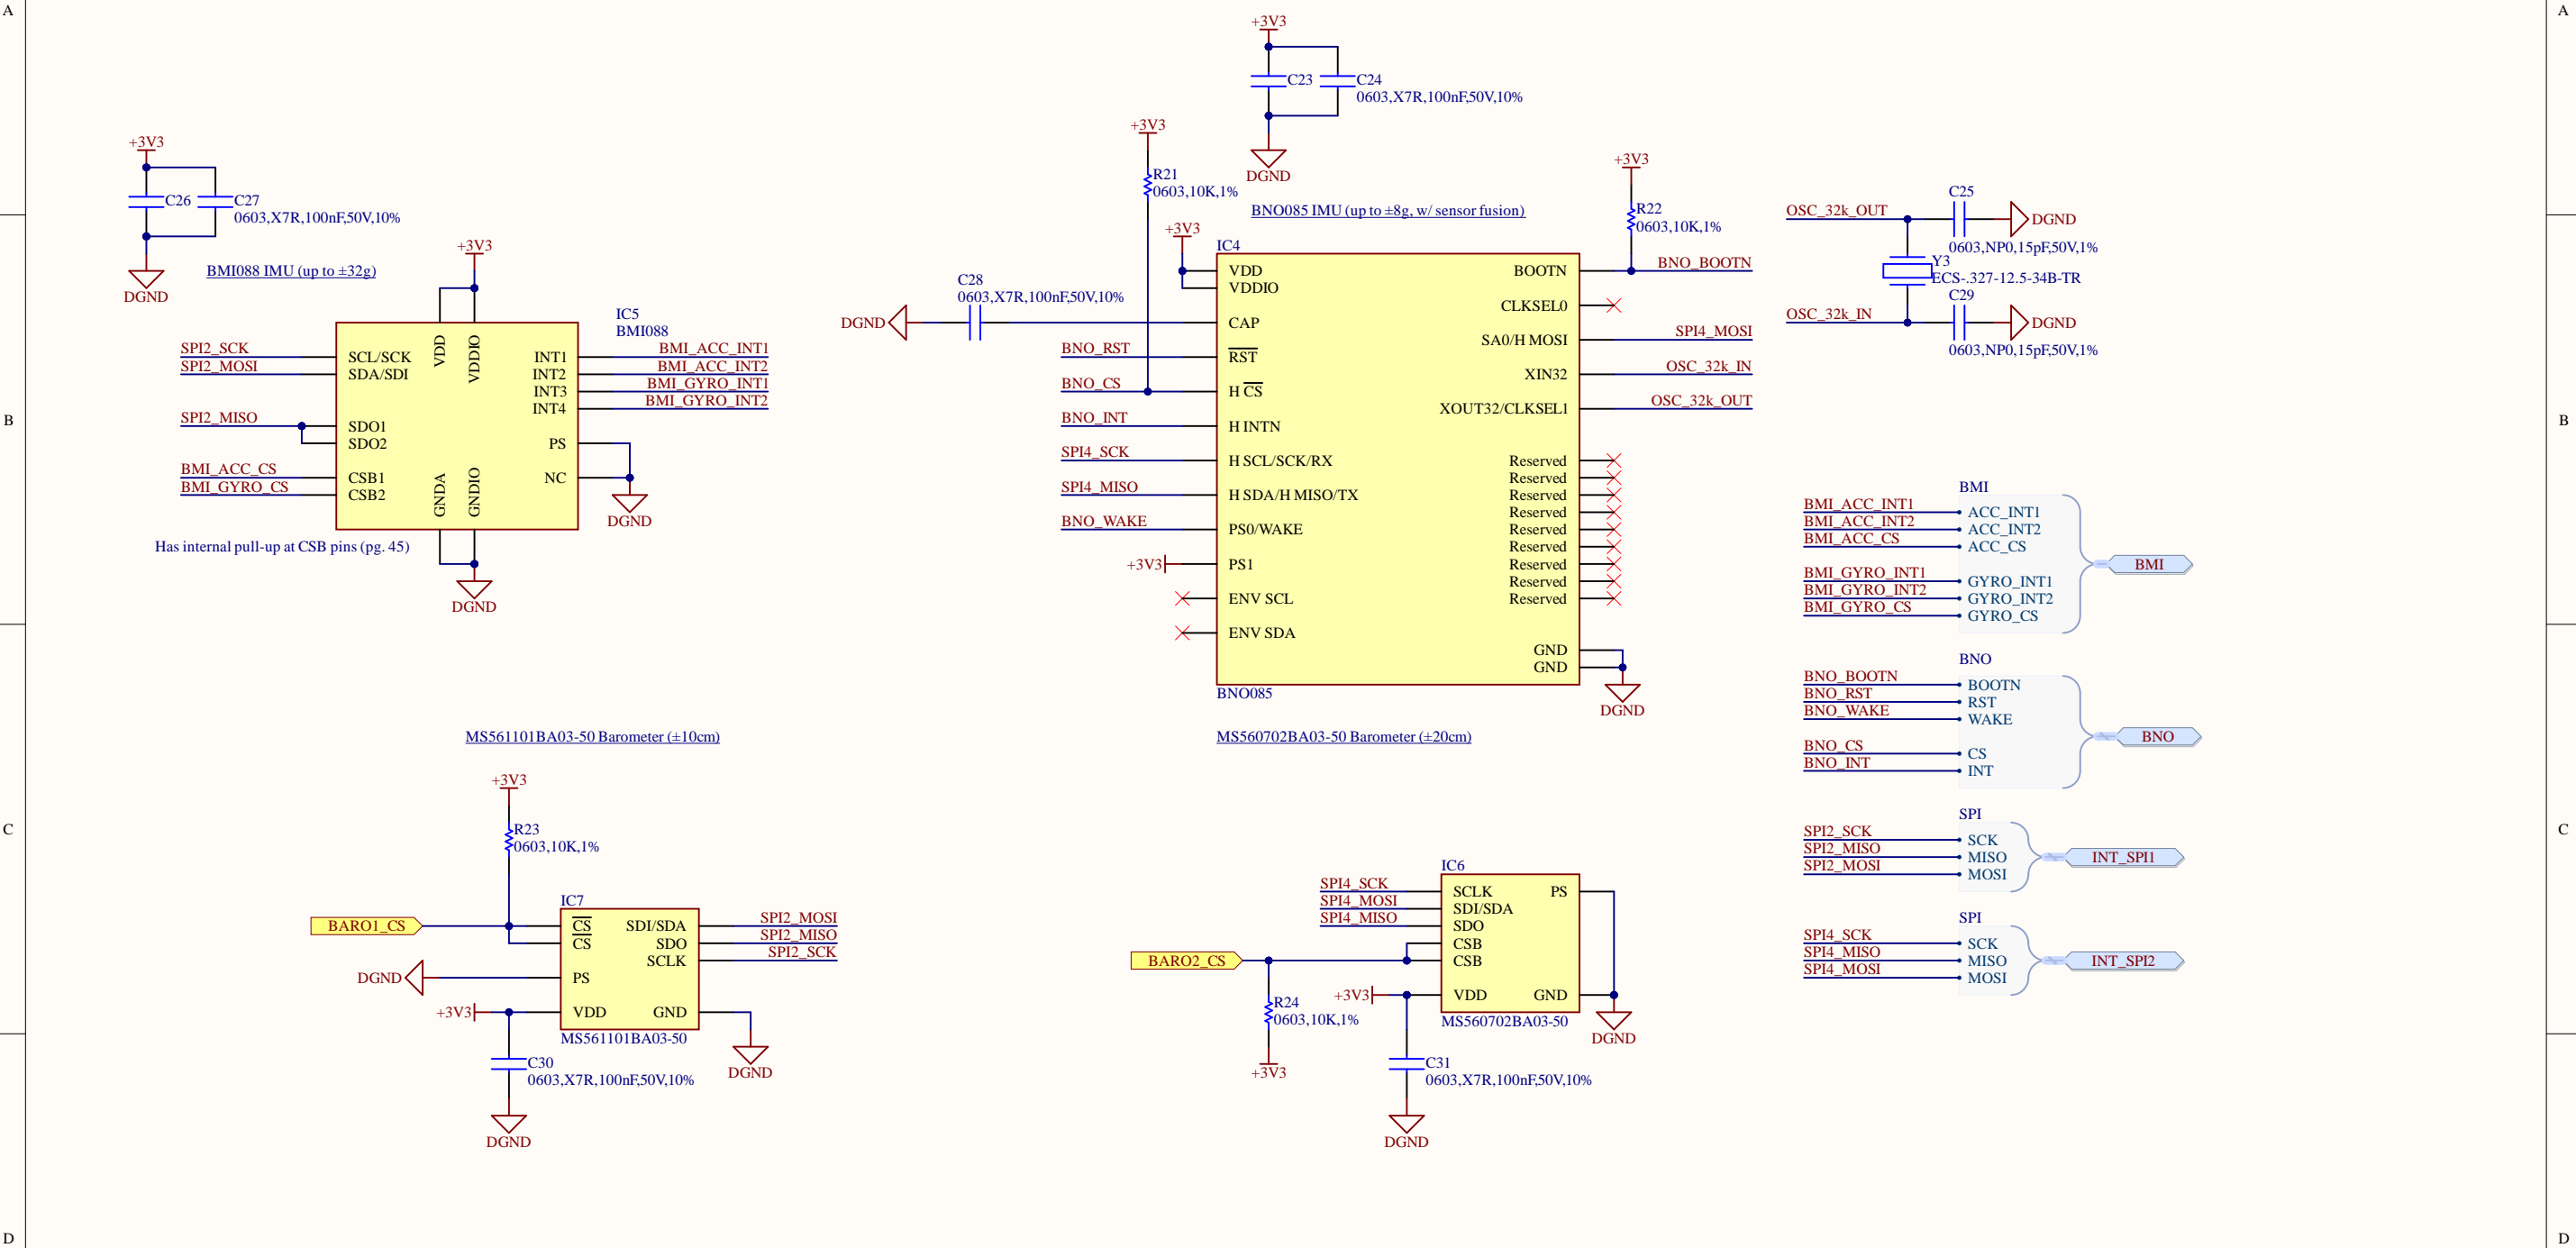 A
A
B
B
C
C
D
D
+3V3
C26
C27
0603,X7R,100nF,50V,10%
DGND
BMI088 IMU (up to ±32g)
+3V3
IC5
BMI088
SPI2_SCK
SPI2_MOSI
SPI2_MISO
BMI_ACC_CS
BMI_GYRO_CS
SCL/SCK
SDA/SDI
SDO1
SDO2
CSB1
CSB2
VDD
VDDIO
GNDA
GNDIO
INT1
INT2
INT3
INT4
PS
NC
BMI_ACC_INT1
BMI_ACC_INT2
BMI_GYRO_INT1
BMI_GYRO_INT2
DGND
Has internal pull-up at CSB pins (pg. 45)
DGND
+3V3
C23
C24
0603,X7R,100nF,50V,10%
DGND
+3V3
R21
0603,10K,1%
BNO085 IMU (up to ±8g, w/ sensor fusion)
+3V3
IC4
C28
0603,X7R,100nF,50V,10%
DGND
BNO_RST
BNO_CS
BNO_INT
SPI4_SCK
SPI4_MISO
BNO_WAKE
+3V3
VDD
VDDIO
CAP
RST
H CS
H INTN
H SCL/SCK/RX
H SDA/H MISO/TX
PS0/WAKE
PS1
ENV SCL
ENV SDA
BOOTN
CLKSEL0
SA0/H MOSI
XIN32
XOUT32/CLKSEL1
Reserved
Reserved
Reserved
Reserved
Reserved
Reserved
Reserved
Reserved
Reserved
GND
GND
BNO085
+3V3
R22
0603,10K,1%
BNO_BOOTN
SPI4_MOSI
OSC_32k_IN
OSC_32k_OUT
DGND
OSC_32k_OUT
C25
DGND
0603,NP0,15pF,50V,1%
Y3
ECS-.327-12.5-34B-TR
C29
OSC_32k_IN
DGND
0603,NP0,15pF,50V,1%
BMI
BMI_ACC_INT1
BMI_ACC_INT2
BMI_ACC_CS
BMI_GYRO_INT1
BMI_GYRO_INT2
BMI_GYRO_CS
ACC_INT1
ACC_INT2
ACC_CS
GYRO_INT1
GYRO_INT2
GYRO_CS
BMI
BNO
BNO_BOOTN
BNO_RST
BNO_WAKE
BNO_CS
BNO_INT
BOOTN
RST
WAKE
CS
INT
BNO
SPI
SPI2_SCK
SPI2_MISO
SPI2_MOSI
SCK
MISO
MOSI
INT_SPI1
SPI
SPI4_SCK
SPI4_MISO
SPI4_MOSI
SCK
MISO
MOSI
INT_SPI2
MS561101BA03-50 Barometer (±10cm)
+3V3
R23
0603,10K,1%
IC7
BARO1_CS
DGND
+3V3
CS
CS
PS
VDD
SDI/SDA
SDO
SCLK
GND
SPI2_MOSI
SPI2_MISO
SPI2_SCK
MS561101BA03-50
DGND
C30
0603,X7R,100nF,50V,10%
DGND
MS560702BA03-50 Barometer (±20cm)
IC6
SPI4_SCK
SPI4_MOSI
SPI4_MISO
BARO2_CS
SCLK
SDI/SDA
SDO
CSB
CSB
VDD
PS
GND
+3V3
R24
0603,10K,1%
+3V3
MS560702BA03-50
DGND
C31
0603,X7R,100nF,50V,10%
DGND